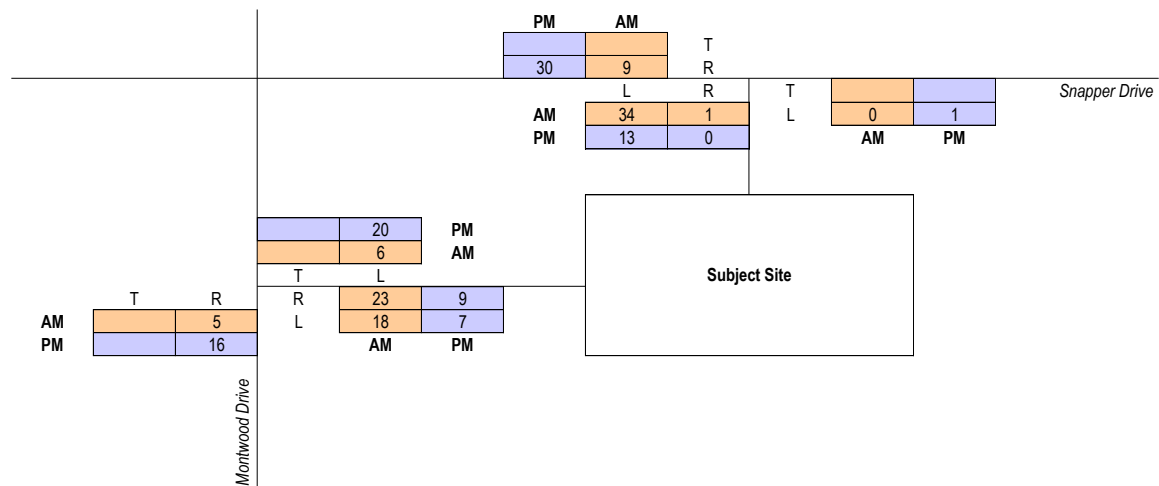 PM AM
T
30 9 R
L R T Snapper Drive
AM 34 1 L 0 1
PM 13 0 AM PM
20 PM
6 AM
T L
Subject Site
T R R 23 9
AM 5 L 18 7
PM 16 AM PM
Montwood Drive